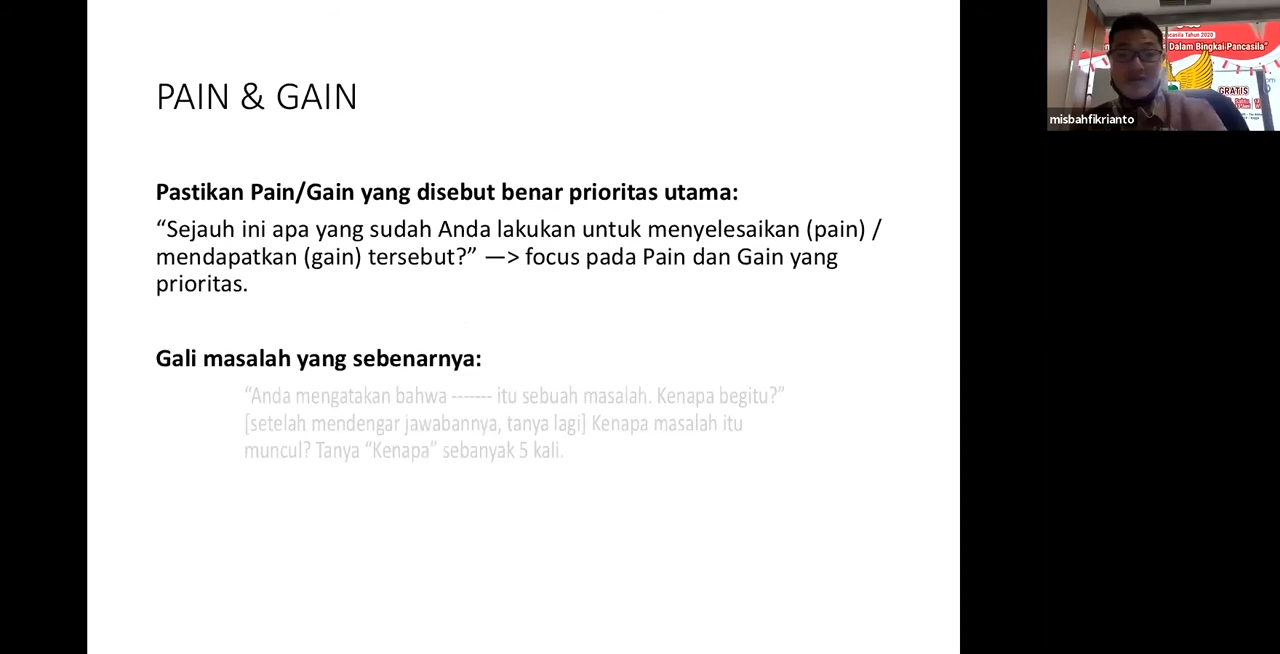 PAIN & GAIN
Pastikan Pain/Gain yang disebut benar prioritas utama:
“Sejauh ini apa yang sudah Anda lakukan untuk menyelesaikan (pain) /
mendapatkan (gain) tersebut?” —> focus pada Pain dan Gain yang
prioritas.
Gali masalah yang sebenarnya:
“Anda mengatakan bahwa ------- itu sebuah masalah. Kenapa begitu?”
[setelah mendengar jawabannya, tanya lagi] Kenapa masalah itu
muncul? Tanya “Kenapa” sebanyak 5 kali.
Tahun 2020
Dalam Bingkai Pancasila"
GRATIS
misbahfikrianto